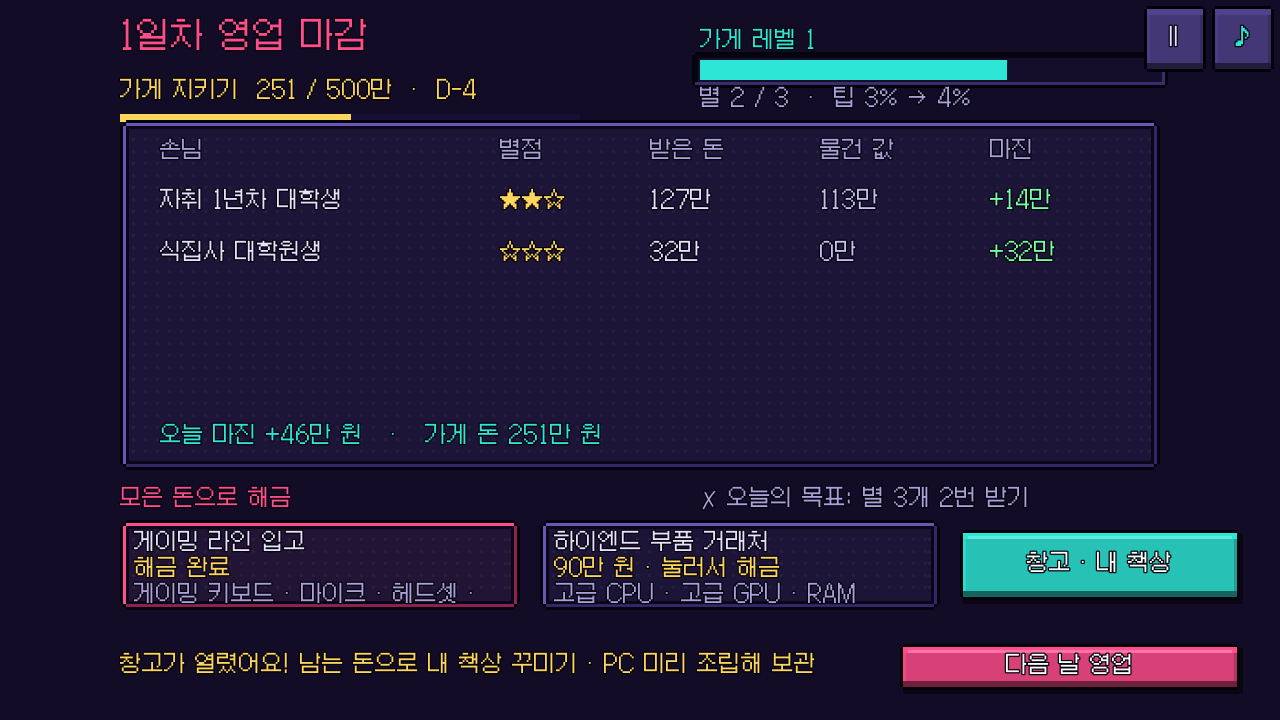 1일차 영업 마감
가게 레벨 1
가게 지키기 251 / 500만 · D-4
별 2 / 3 · 팁 3% → 4%
손님 별점 받은 돈 물건 값 마진
자취 1년차 대학생 ★★☆ 127만 113만 +14만
식집사 대학원생 ☆☆☆ 32만 0만 +32만
오늘 마진 +46만 원 · 가게 돈 251만 원
모은 돈으로 해금
✗ 오늘의 목표: 별 3개 2번 받기
게이밍 라인 입고
해금 완료
게이밍 키보드 · 마이크 · 헤드셋 ·
하이엔드 부품 거래처
90만 원 · 눌러서 해금
고급 CPU · 고급 GPU · RAM
창고 · 내 책상
창고가 열렸어요! 남는 돈으로 내 책상 꾸미기 · PC 미리 조립해 보관
다음 날 영업